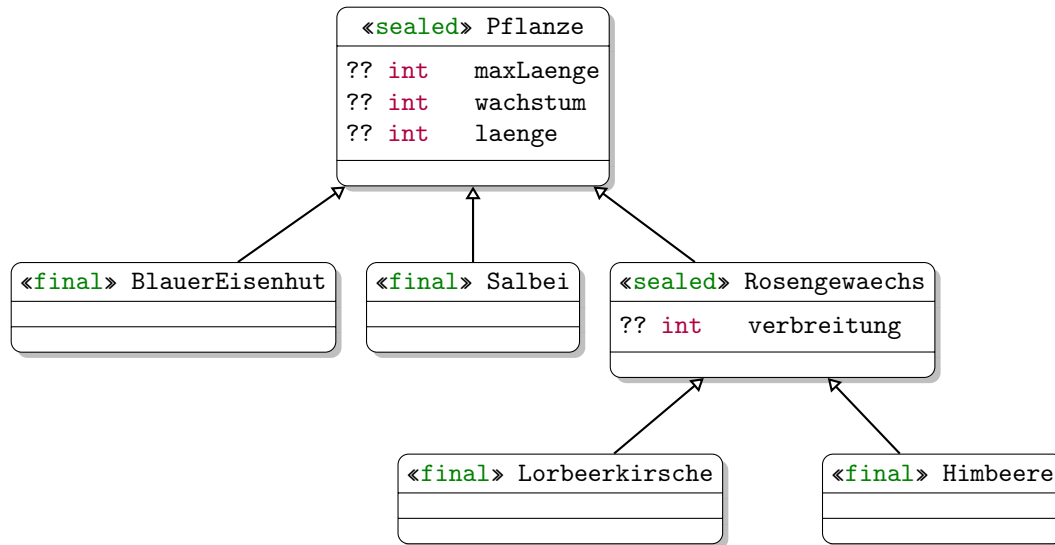 «sealed» Pflanze
?? int maxLaenge
?? int wachstum
?? int laenge
«final» BlauerEisenhut
«final» Salbei
«sealed» Rosengewaechs
?? int verbreitung
«final» Lorbeerkirsche
«final» Himbeere